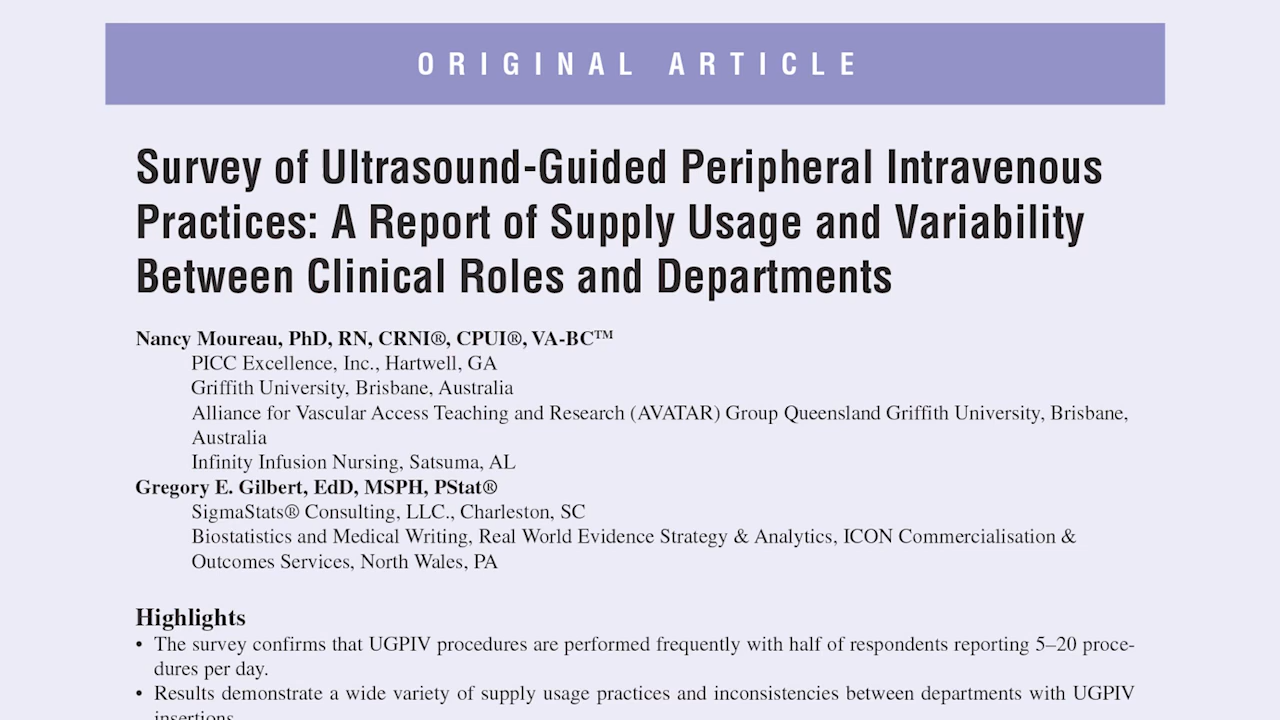 ORIGINAL ARTICLE
Survey of Ultrasound-Guided Peripheral Intravenous
Practices: A Report of Supply Usage and Variability
Between Clinical Roles and Departments
Nancy Moureau, PhD, RN, CRNI®, CPUI®, VA-BC™
PICC Excellence, Inc., Hartwell, GA
Griffith University, Brisbane, Australia
Alliance for Vascular Access Teaching and Research (AVATAR) Group Queensland Griffith University, Brisbane,
Australia
Infinity Infusion Nursing, Satsuma, AL
Gregory E. Gilbert, EdD, MSPH, PStat®
SigmaStats® Consulting, LLC., Charleston, SC
Biostatistics and Medical Writing, Real World Evidence Strategy & Analytics, ICON Commercialisation &
Outcomes Services, North Wales, PA
Highlights
• The survey confirms that UGPIV procedures are performed frequently with half of respondents reporting 5–20 proce-
dures per day.
• Results demonstrate a wide variety of supply usage practices and inconsistencies between departments with UGPIV
insertions.